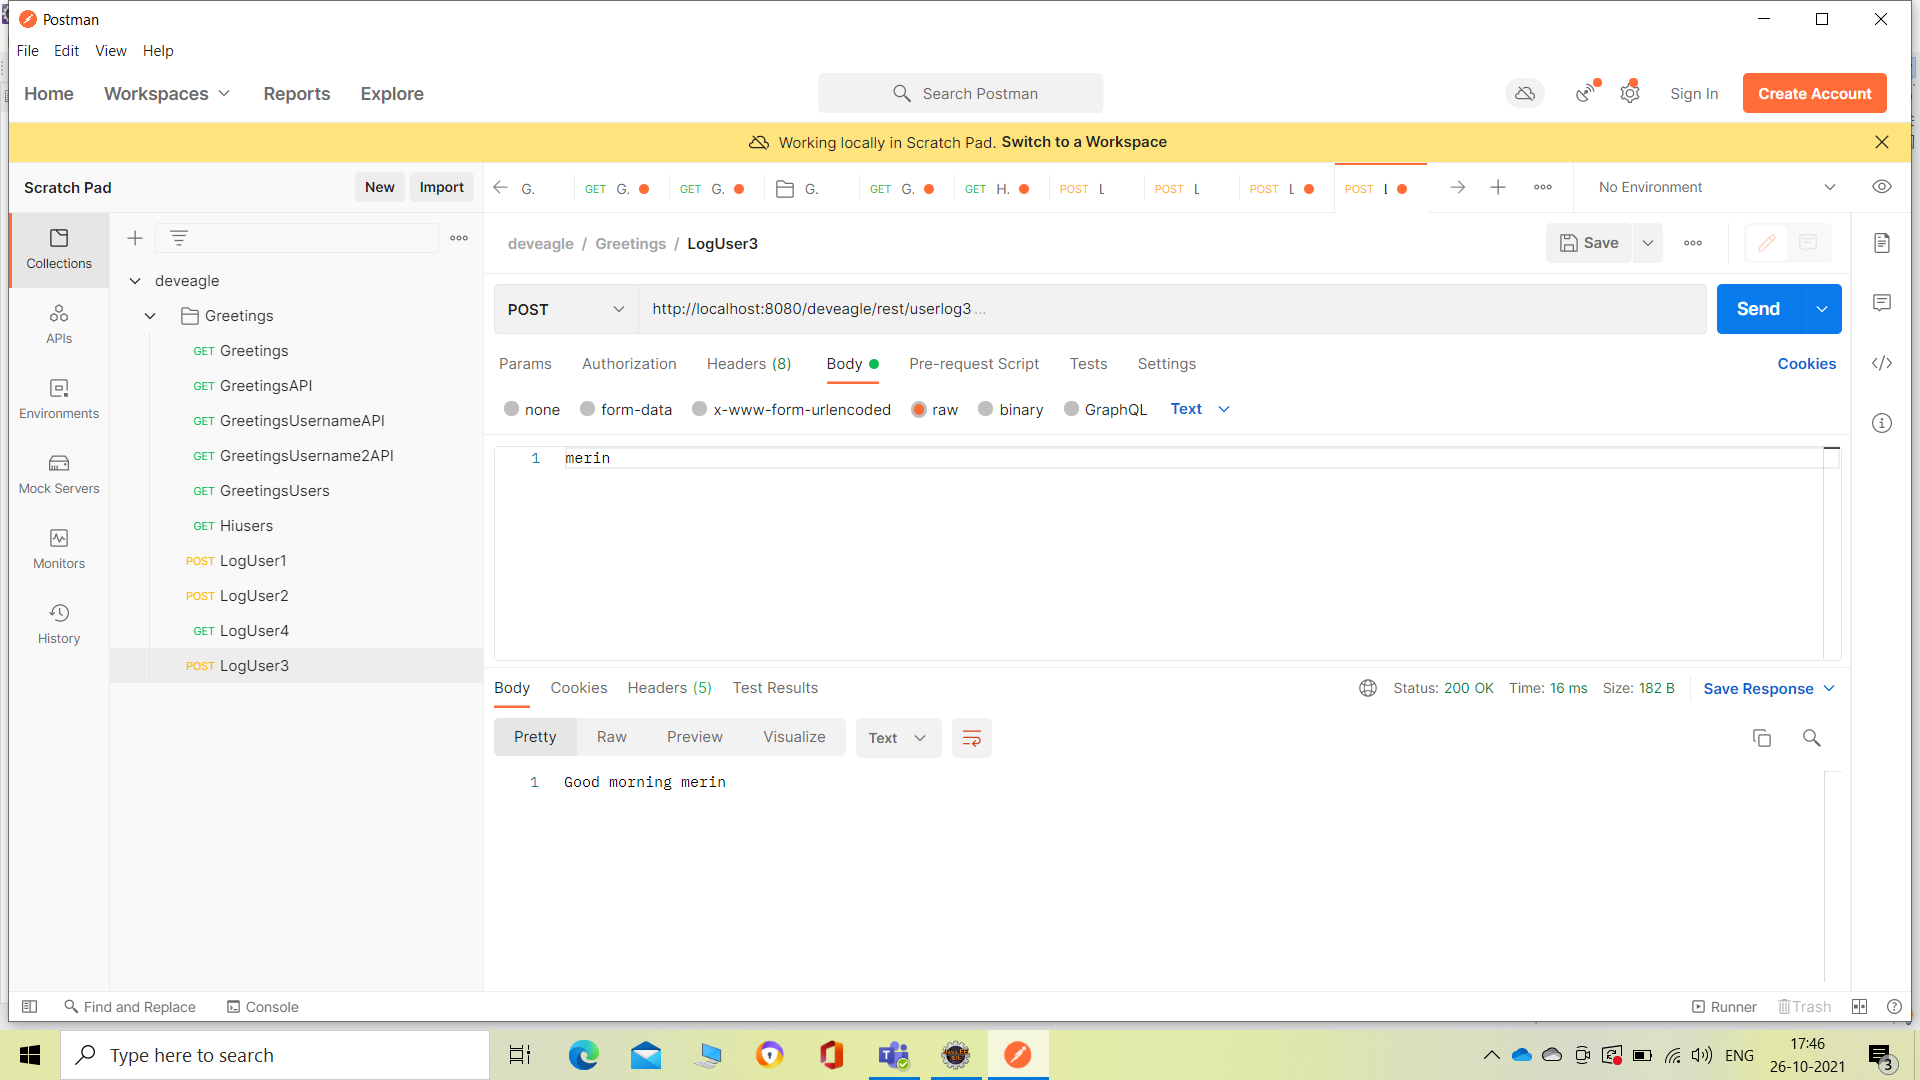 Postman
File Edit View Help
Home Workspaces Reports Explore Search Postman Sign In Create Account
Working locally in Scratch Pad. Switch to a Workspace
Scratch Pad New Import G. GET G. GET G. G. GET G. GET H. POST L POST L POST L POST L No Environment
Collections
APIs
Environments
Mock Servers
Monitors
History
deveagle
Greetings
GET Greetings
GET GreetingsAPI
GET GreetingsUsernameAPI
GET GreetingsUsername2API
GET GreetingsUsers
GET Hiusers
POST LogUser1
POST LogUser2
GET LogUser4
POST LogUser3
deveagle / Greetings / LogUser3 Save
POST http://localhost:8080/deveagle/rest/userlog3 ... Send
Params Authorization Headers (8) Body Pre-request Script Tests Settings Cookies
none form-data x-www-form-urlencoded raw binary GraphQL Text
1 merin
Body Cookies Headers (5) Test Results Status: 200 OK Time: 16 ms Size: 182 B Save Response
Pretty Raw Preview Visualize Text
1 Good morning merin
Find and Replace Console Runner Trash
Type here to search ENG 17:46
26-10-2021 3